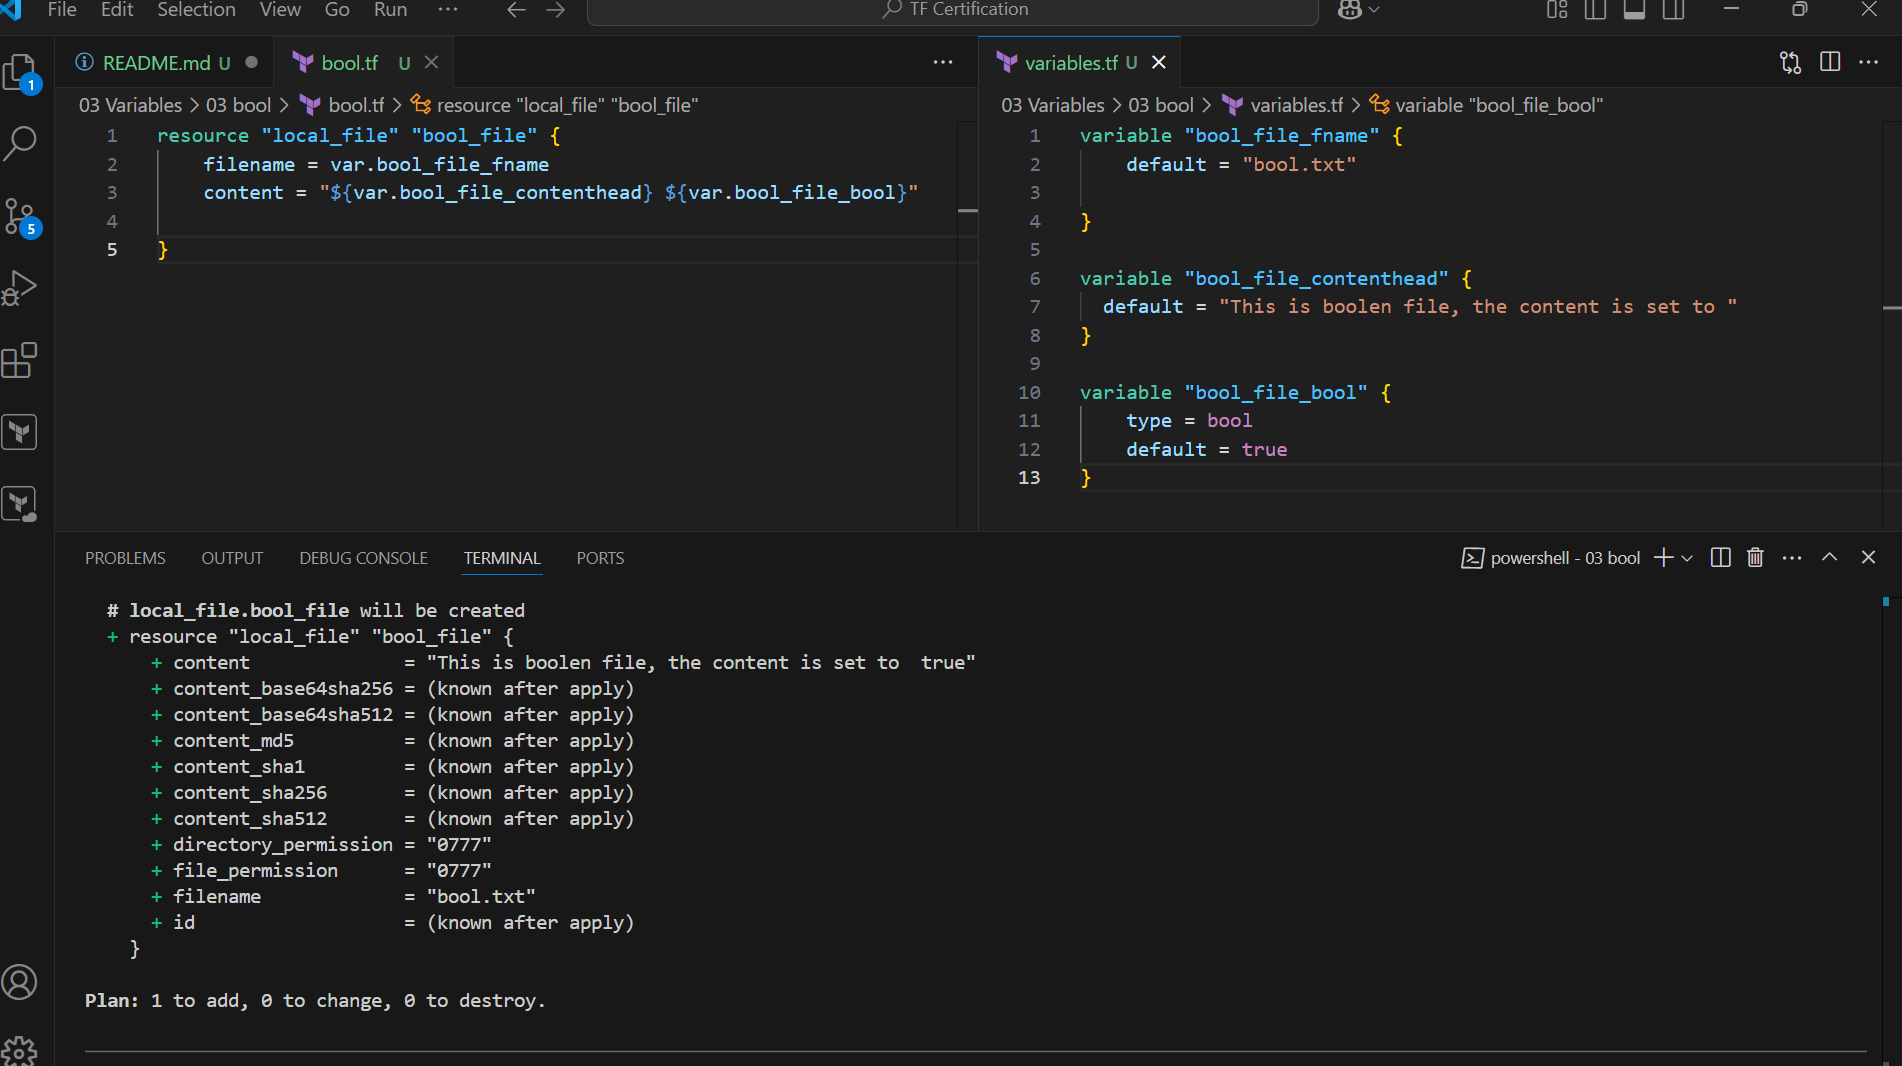 File Edit Selection View Go Run ··· TF Certification
README.md U bool.tf U
03 Variables > 03 bool > bool.tf > resource "local_file" "bool_file"
1 resource "local_file" "bool_file" {
2     filename = var.bool_file_fname
3     content = "${var.bool_file_contenthead} ${var.bool_file_bool}"
4
5 }
variables.tf U
03 Variables > 03 bool > variables.tf > variable "bool_file_bool"
1 variable "bool_file_fname" {
2     default = "bool.txt"
3
4 }
5
6 variable "bool_file_contenthead" {
7   default = "This is boolen file, the content is set to "
8 }
9
10 variable "bool_file_bool" {
11     type = bool
12     default = true
13 }
1
5
PROBLEMS OUTPUT DEBUG CONSOLE TERMINAL PORTS powershell - 03 bool
# local_file.bool_file will be created
+ resource "local_file" "bool_file" {
    + content              = "This is boolen file, the content is set to  true"
    + content_base64sha256 = (known after apply)
    + content_base64sha512 = (known after apply)
    + content_md5          = (known after apply)
    + content_sha1         = (known after apply)
    + content_sha256       = (known after apply)
    + content_sha512       = (known after apply)
    + directory_permission = "0777"
    + file_permission      = "0777"
    + filename             = "bool.txt"
    + id                   = (known after apply)
  }
Plan: 1 to add, 0 to change, 0 to destroy.